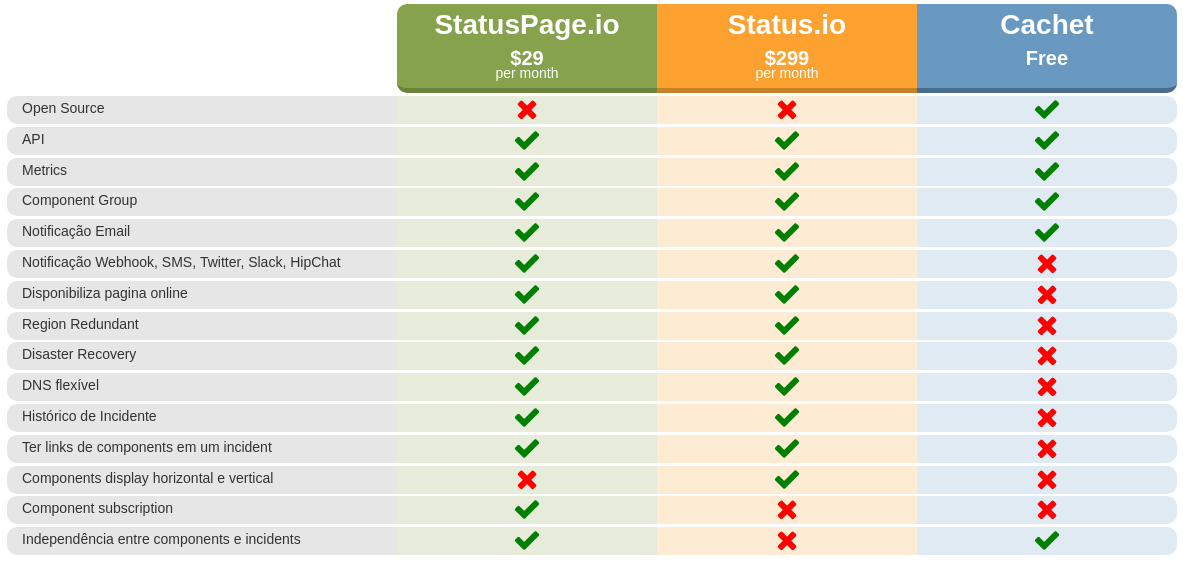 StatusPage.io Status.io Cachet
$29 $299 Free
per month per month
Open Source
API
Metrics
Component Group
Notificação Email
Notificação Webhook, SMS, Twitter, Slack, HipChat
Disponibiliza pagina online
Region Redundant
Disaster Recovery
DNS flexível
Histórico de Incidente
Ter links de components em um incident
Components display horizontal e vertical
Component subscription
Independência entre components e incidents